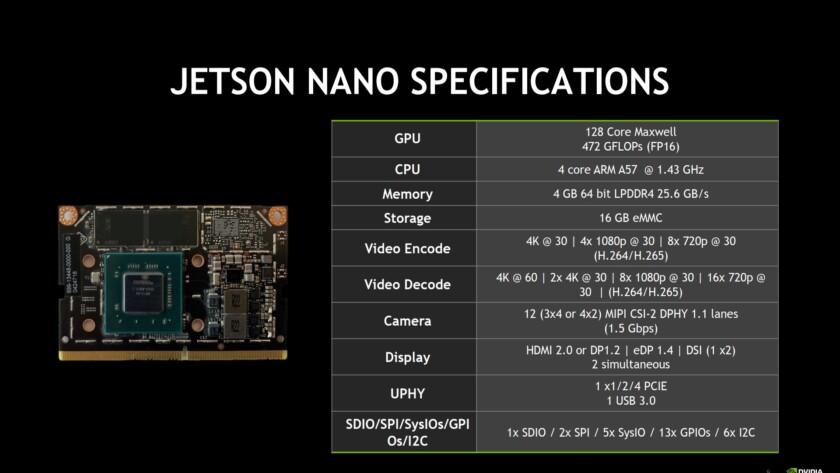 JETSON NANO SPECIFICATIONS
GPU
128 Core Maxwell
472 GFLOPs (FP16)
CPU
4 core ARM A57 @ 1.43 GHz
Memory
4 GB 64 bit LPDDR4 25.6 GB/s
Storage
16 GB eMMC
Video Encode
4K @ 30 | 4x 1080p @ 30 | 8x 720p @ 30
(H.264/H.265)
Video Decode
4K @ 60 | 2x 4K @ 30 | 8x 1080p @ 30 | 16x 720p @
30 | (H.264/H.265)
Camera
12 (3x4 or 4x2) MIPI CSI-2 DPHY 1.1 lanes
(1.5 Gbps)
Display
HDMI 2.0 or DP1.2 | eDP 1.4 | DSI (1 x2)
2 simultaneous
UPHY
1 x1/2/4 PCIE
1 USB 3.0
SDIO/SPI/SysIOs/GPI
Os/I2C
1x SDIO / 2x SPI / 5x SysIO / 13x GPIOs / 6x I2C
NVIDIA